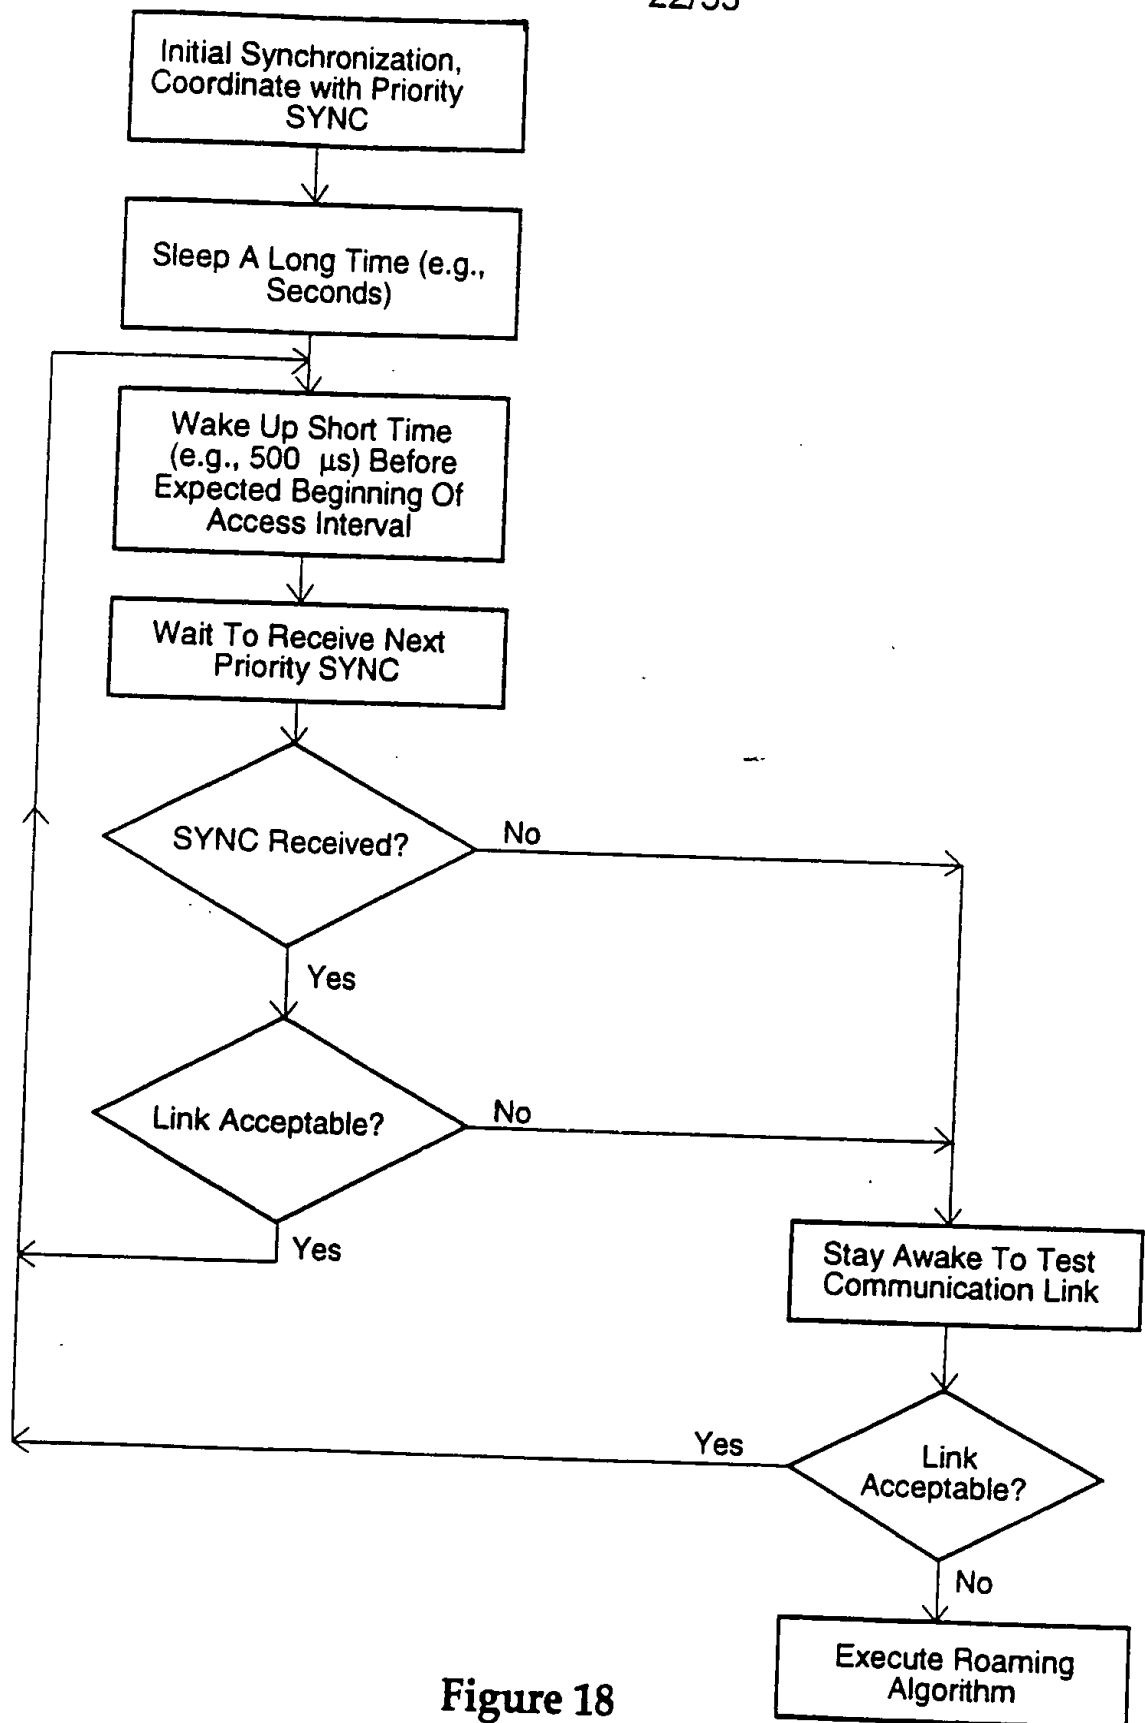 Initial Synchronization,
Coordinate with Priority
SYNC
Sleep A Long Time (e.g.,
Seconds)
Wake Up Short Time
(e.g., 500 μs) Before
Expected Beginning Of
Access Interval
Wait To Receive Next
Priority SYNC
SYNC Received?
No
Yes
Link Acceptable?
No
Yes
Stay Awake To Test
Communication Link
Yes
Link
Acceptable?
No
Execute Roaming
Algorithm
Figure 18